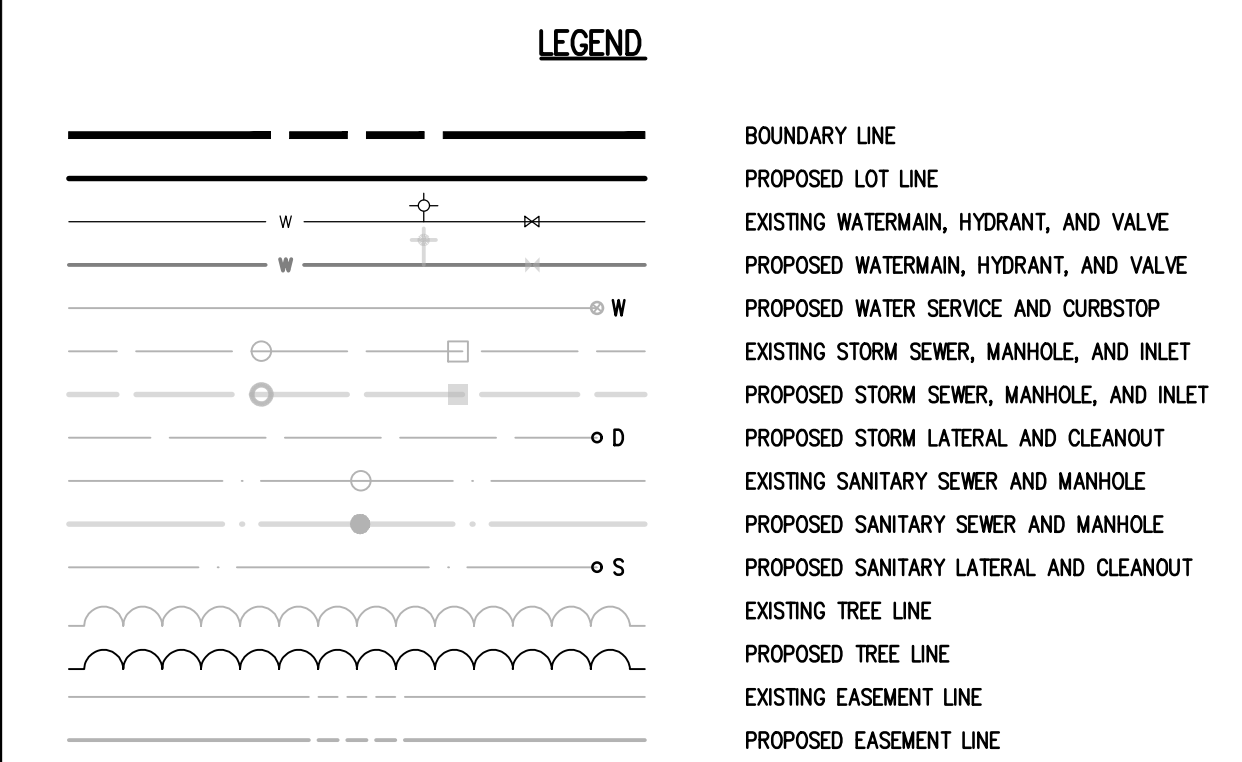 LEGEND
BOUNDARY LINE
PROPOSED LOT LINE
W EXISTING WATERMAIN, HYDRANT, AND VALVE
W PROPOSED WATERMAIN, HYDRANT, AND VALVE
W PROPOSED WATER SERVICE AND CURBSTOP
EXISTING STORM SEWER, MANHOLE, AND INLET
PROPOSED STORM SEWER, MANHOLE, AND INLET
D PROPOSED STORM LATERAL AND CLEANOUT
EXISTING SANITARY SEWER AND MANHOLE
PROPOSED SANITARY SEWER AND MANHOLE
S PROPOSED SANITARY LATERAL AND CLEANOUT
EXISTING TREE LINE
PROPOSED TREE LINE
EXISTING EASEMENT LINE
PROPOSED EASEMENT LINE